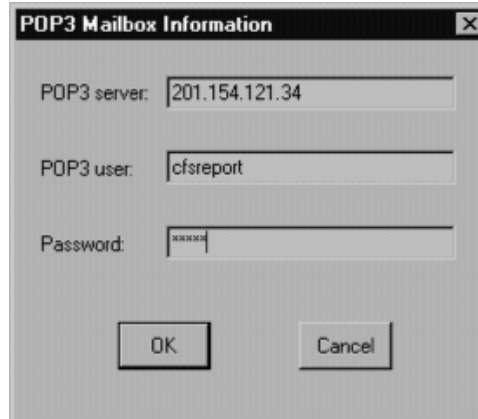 POP3 Mailbox Information
POP3 server: 201.154.121.34
POP3 user: cfsreport
Password: *****
OK Cancel